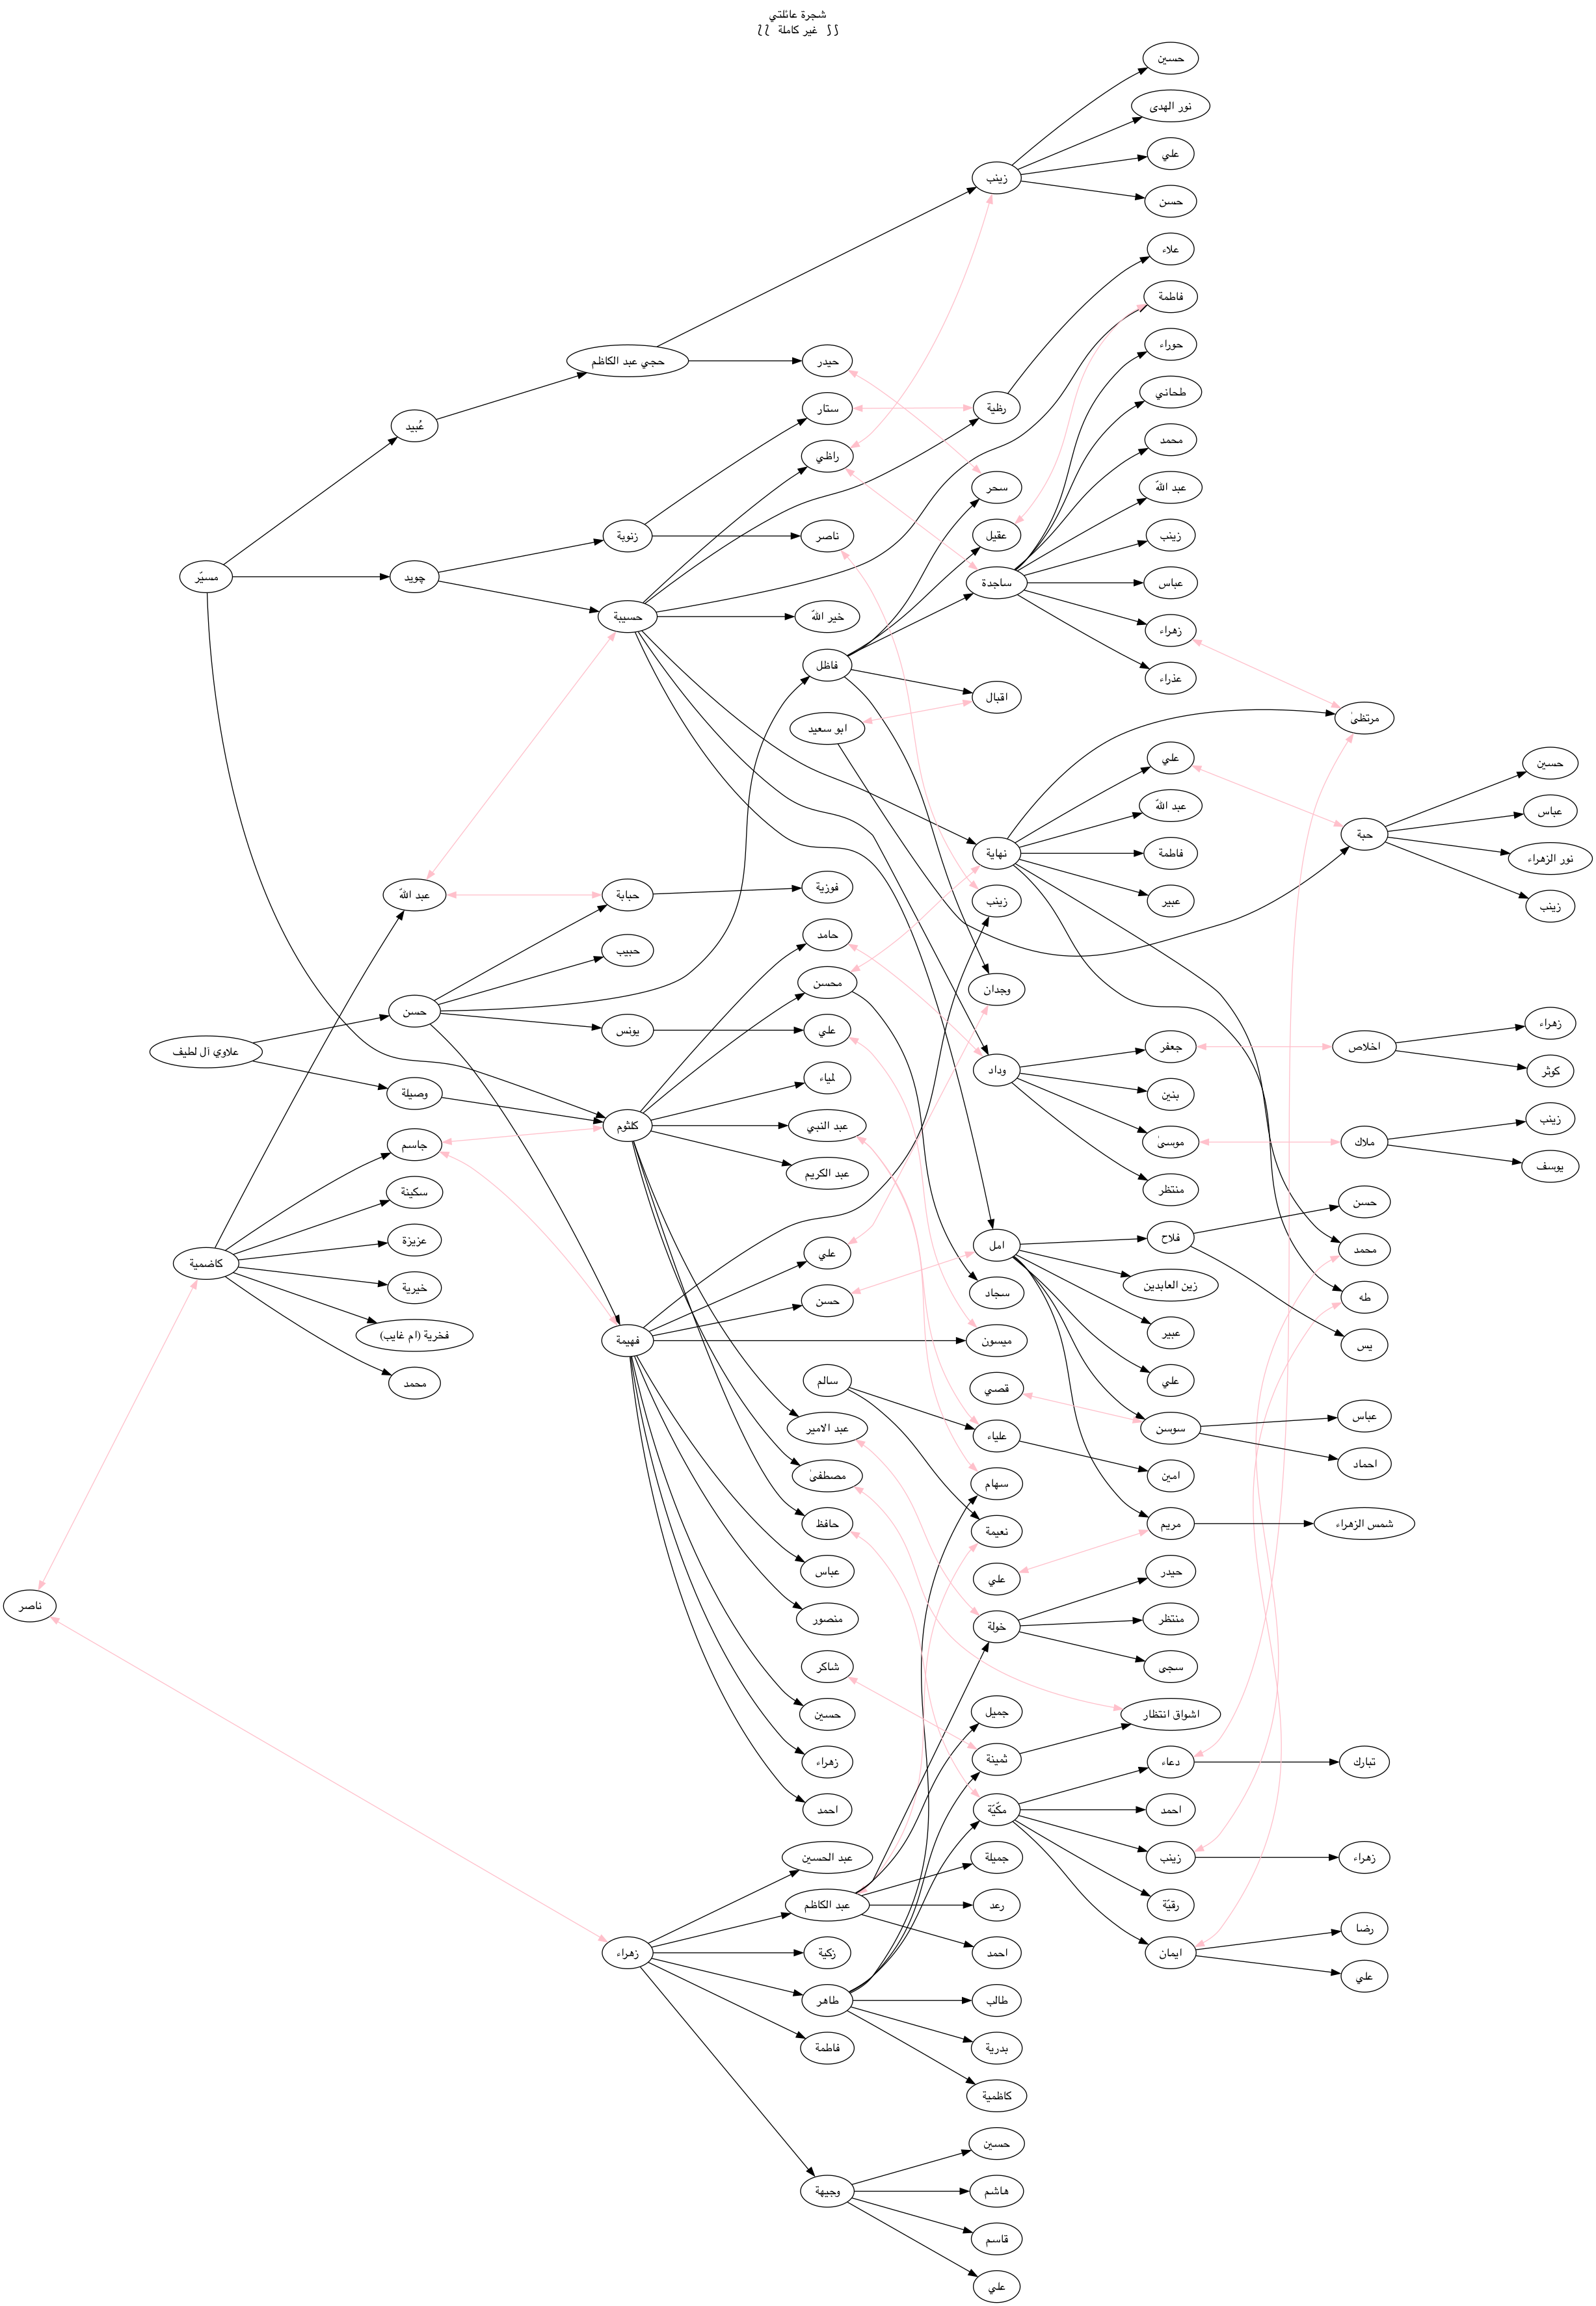 شجرة عائلتي
⟅⟅ غير كاملة ⟆⟆
حسين
نور الهدى
علي
زينب
حسن
علاء
فاطمة
حوراء
حجي عبد الكاظم
حيدر
طحاني
ستار
رظية
عُبيد
محمد
راظي
سحر
عبد اللّه
زنوبة
ناصر
عقيل
زينب
مسيّر
چويد
ساجدة
عباس
حسيبة
خير اللّه
زهراء
فاظل
عذراء
اقبال
مرتظىٰ
ابو سعيد
علي
حسين
عبد اللّه
عباس
حبة
نهاية
فاطمة
نور الزهراء
فوزية
عبد اللّه
حبابة
زينب
عبير
زينب
حامد
حبيب
محسن
وجدان
حسن
زهراء
يونس
علي
جعفر
اخلاص
علاوي آل لطيف
وداد
كوثر
لمياء
وصيلة
بنين
كلثوم
عبد النبي
زينب
جاسم
موسىٰ
ملاك
يوسف
عبد الكريم
سكينة
منتظر
حسن
عزيزة
علي
امل
فلاح
محمد
كاضمية
خيرية
زين العابدين
حسن
سجاد
طه
فخرية (ام غايب)
فهيمة
ميسون
عبير
يس
محمد
سالم
قصي
علي
عباس
عبد الامير
علياء
سوسن
احماد
مصطفىٰ
سهام
امين
حافظ
نعيمة
مريم
شمس الزهراء
عباس
علي
حيدر
ناصر
منصور
خولة
منتظر
شاكر
سجى
حسين
جميل
اشواق انتظار
زهراء
ثمينة
دعاء
تبارك
احمد
مكّيّة
احمد
عبد الحسين
جميلة
زينب
زهراء
عبد الكاظم
رعد
رقيّة
زهراء
زكية
احمد
ايمان
رضا
علي
طاهر
طالب
فاطمة
بدرية
كاظمية
حسين
وجيهة
هاشم
قاسم
علي